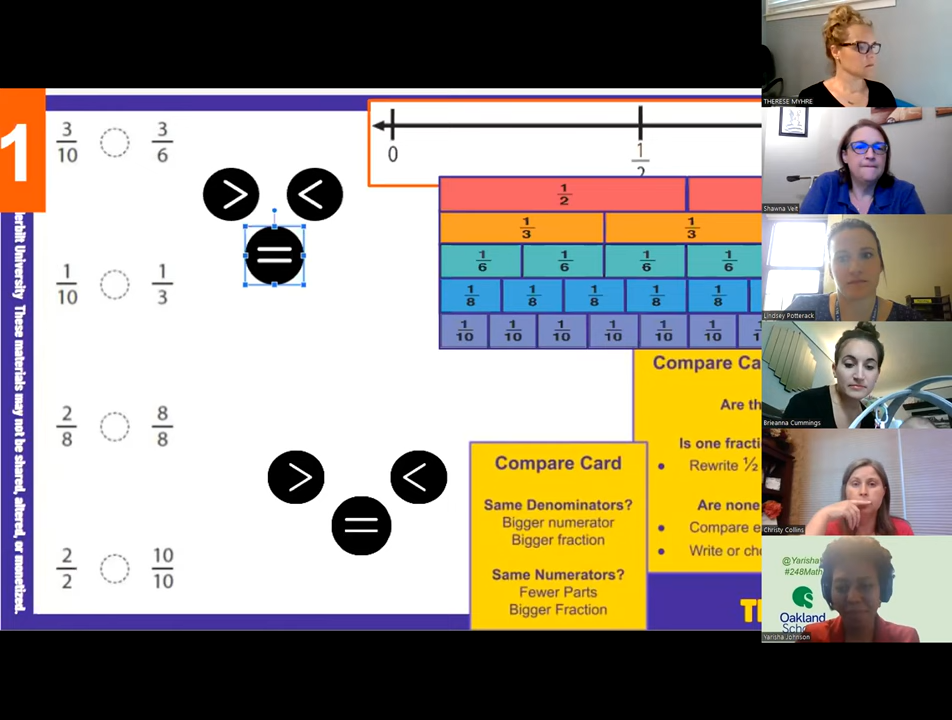 1
erbilt University These materials may not be shared, altered, or monetized.
3/10 3/6
1/10 1/3
2/8 8/8
2/2 10/10
> <
=
> <
=
0 1/2
1/2
1/3 1/3
1/6 1/6 1/6 1/6
1/8 1/8 1/8 1/8 1/8
1/10 1/10 1/10 1/10 1/10 1/10 1
Compare Ca
Are th
Is one fracti
• Rewrite ½
Are none
• Compare e
• Write or cho
Compare Card
Same Denominators?
Bigger numerator
Bigger fraction
Same Numerators?
Fewer Parts
Bigger Fraction
THERESE MYHRE
Shawna Veit
Lindsey Potterack
Brieanna Cummings
Christy Collins
@Yarisha
#248Math
Oakland
Yarisha Johnson